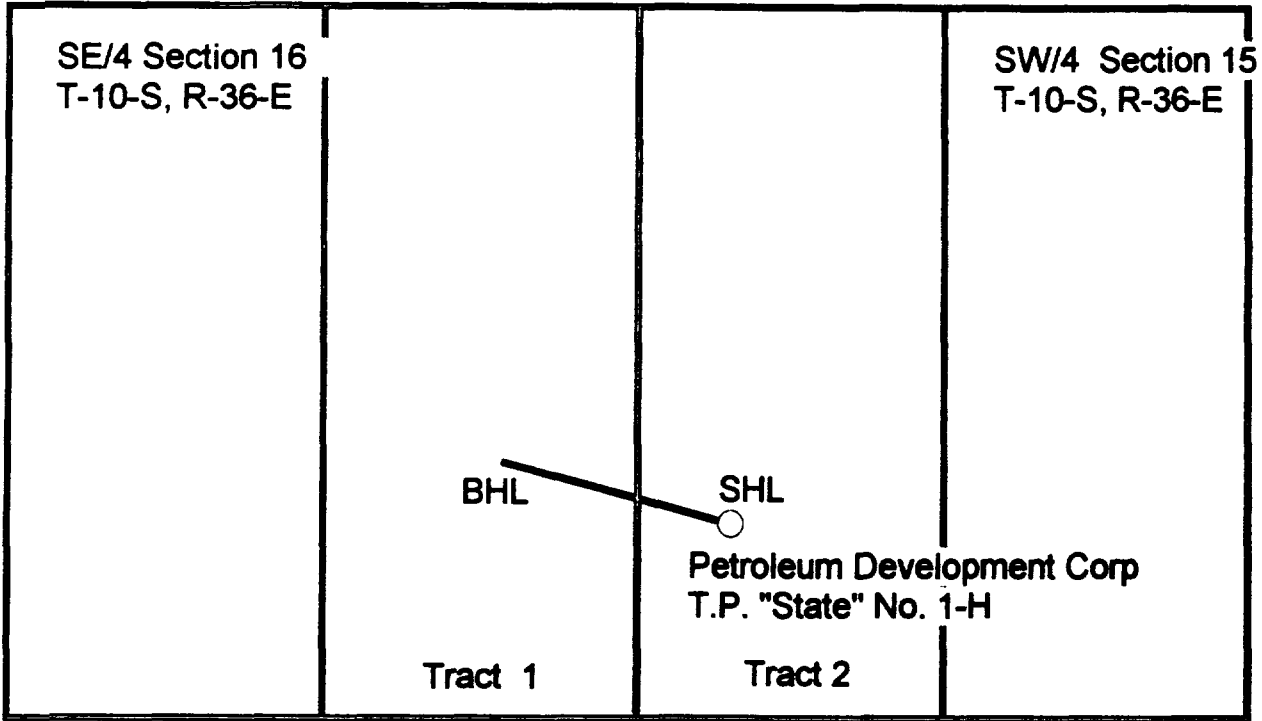 SE/4 Section 16
T-10-S, R-36-E
SW/4 Section 15
T-10-S, R-36-E
BHL
SHL
Petroleum Development Corp
T.P. "State" No. 1-H
Tract 1
Tract 2